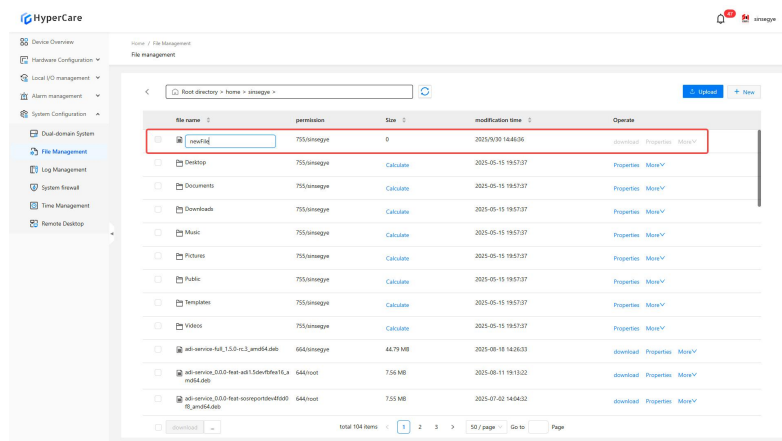 HyperCare
47
sinsegye
Device Overview
Hardware Configuration
Local I/O management
Alarm management
System Configuration
Dual-domain System
File Management
Log Management
System firewall
Time Management
Remote Desktop
Home / File Management
File management
Root directory > home > sinsegye >
Upload
+ New
file name permission Size modification time Operate
newFile 755/sinsegye 0 2025/9/30 14:46:36 download Properties More
Desktop 755/sinsegye Calculate 2025-05-15 19:57:37 Properties More
Documents 755/sinsegye Calculate 2025-05-15 19:57:37 Properties More
Downloads 755/sinsegye Calculate 2025-05-15 19:57:37 Properties More
Music 755/sinsegye Calculate 2025-05-15 19:57:37 Properties More
Pictures 755/sinsegye Calculate 2025-05-15 19:57:37 Properties More
Public 755/sinsegye Calculate 2025-05-15 19:57:37 Properties More
Templates 755/sinsegye Calculate 2025-05-15 19:57:37 Properties More
Videos 755/sinsegye Calculate 2025-05-15 19:57:37 Properties More
adi-service-full_1.5.0-rc.3_amd64.deb 664/sinsegye 44.79 MB 2025-08-18 14:26:33 download Properties More
adi-service_0.0.0-feat-adi1.5devfbfea16_a 644/root 7.56 MB 2025-08-11 19:13:22 download Properties More
md64.deb
adi-service_0.0.0-feat-sosreportdev4fdd0 644/root 7.55 MB 2025-07-02 14:04:32 download Properties More
f8_amd64.deb
download ... total 104 items < 1 2 3 > 50 / page Go to Page